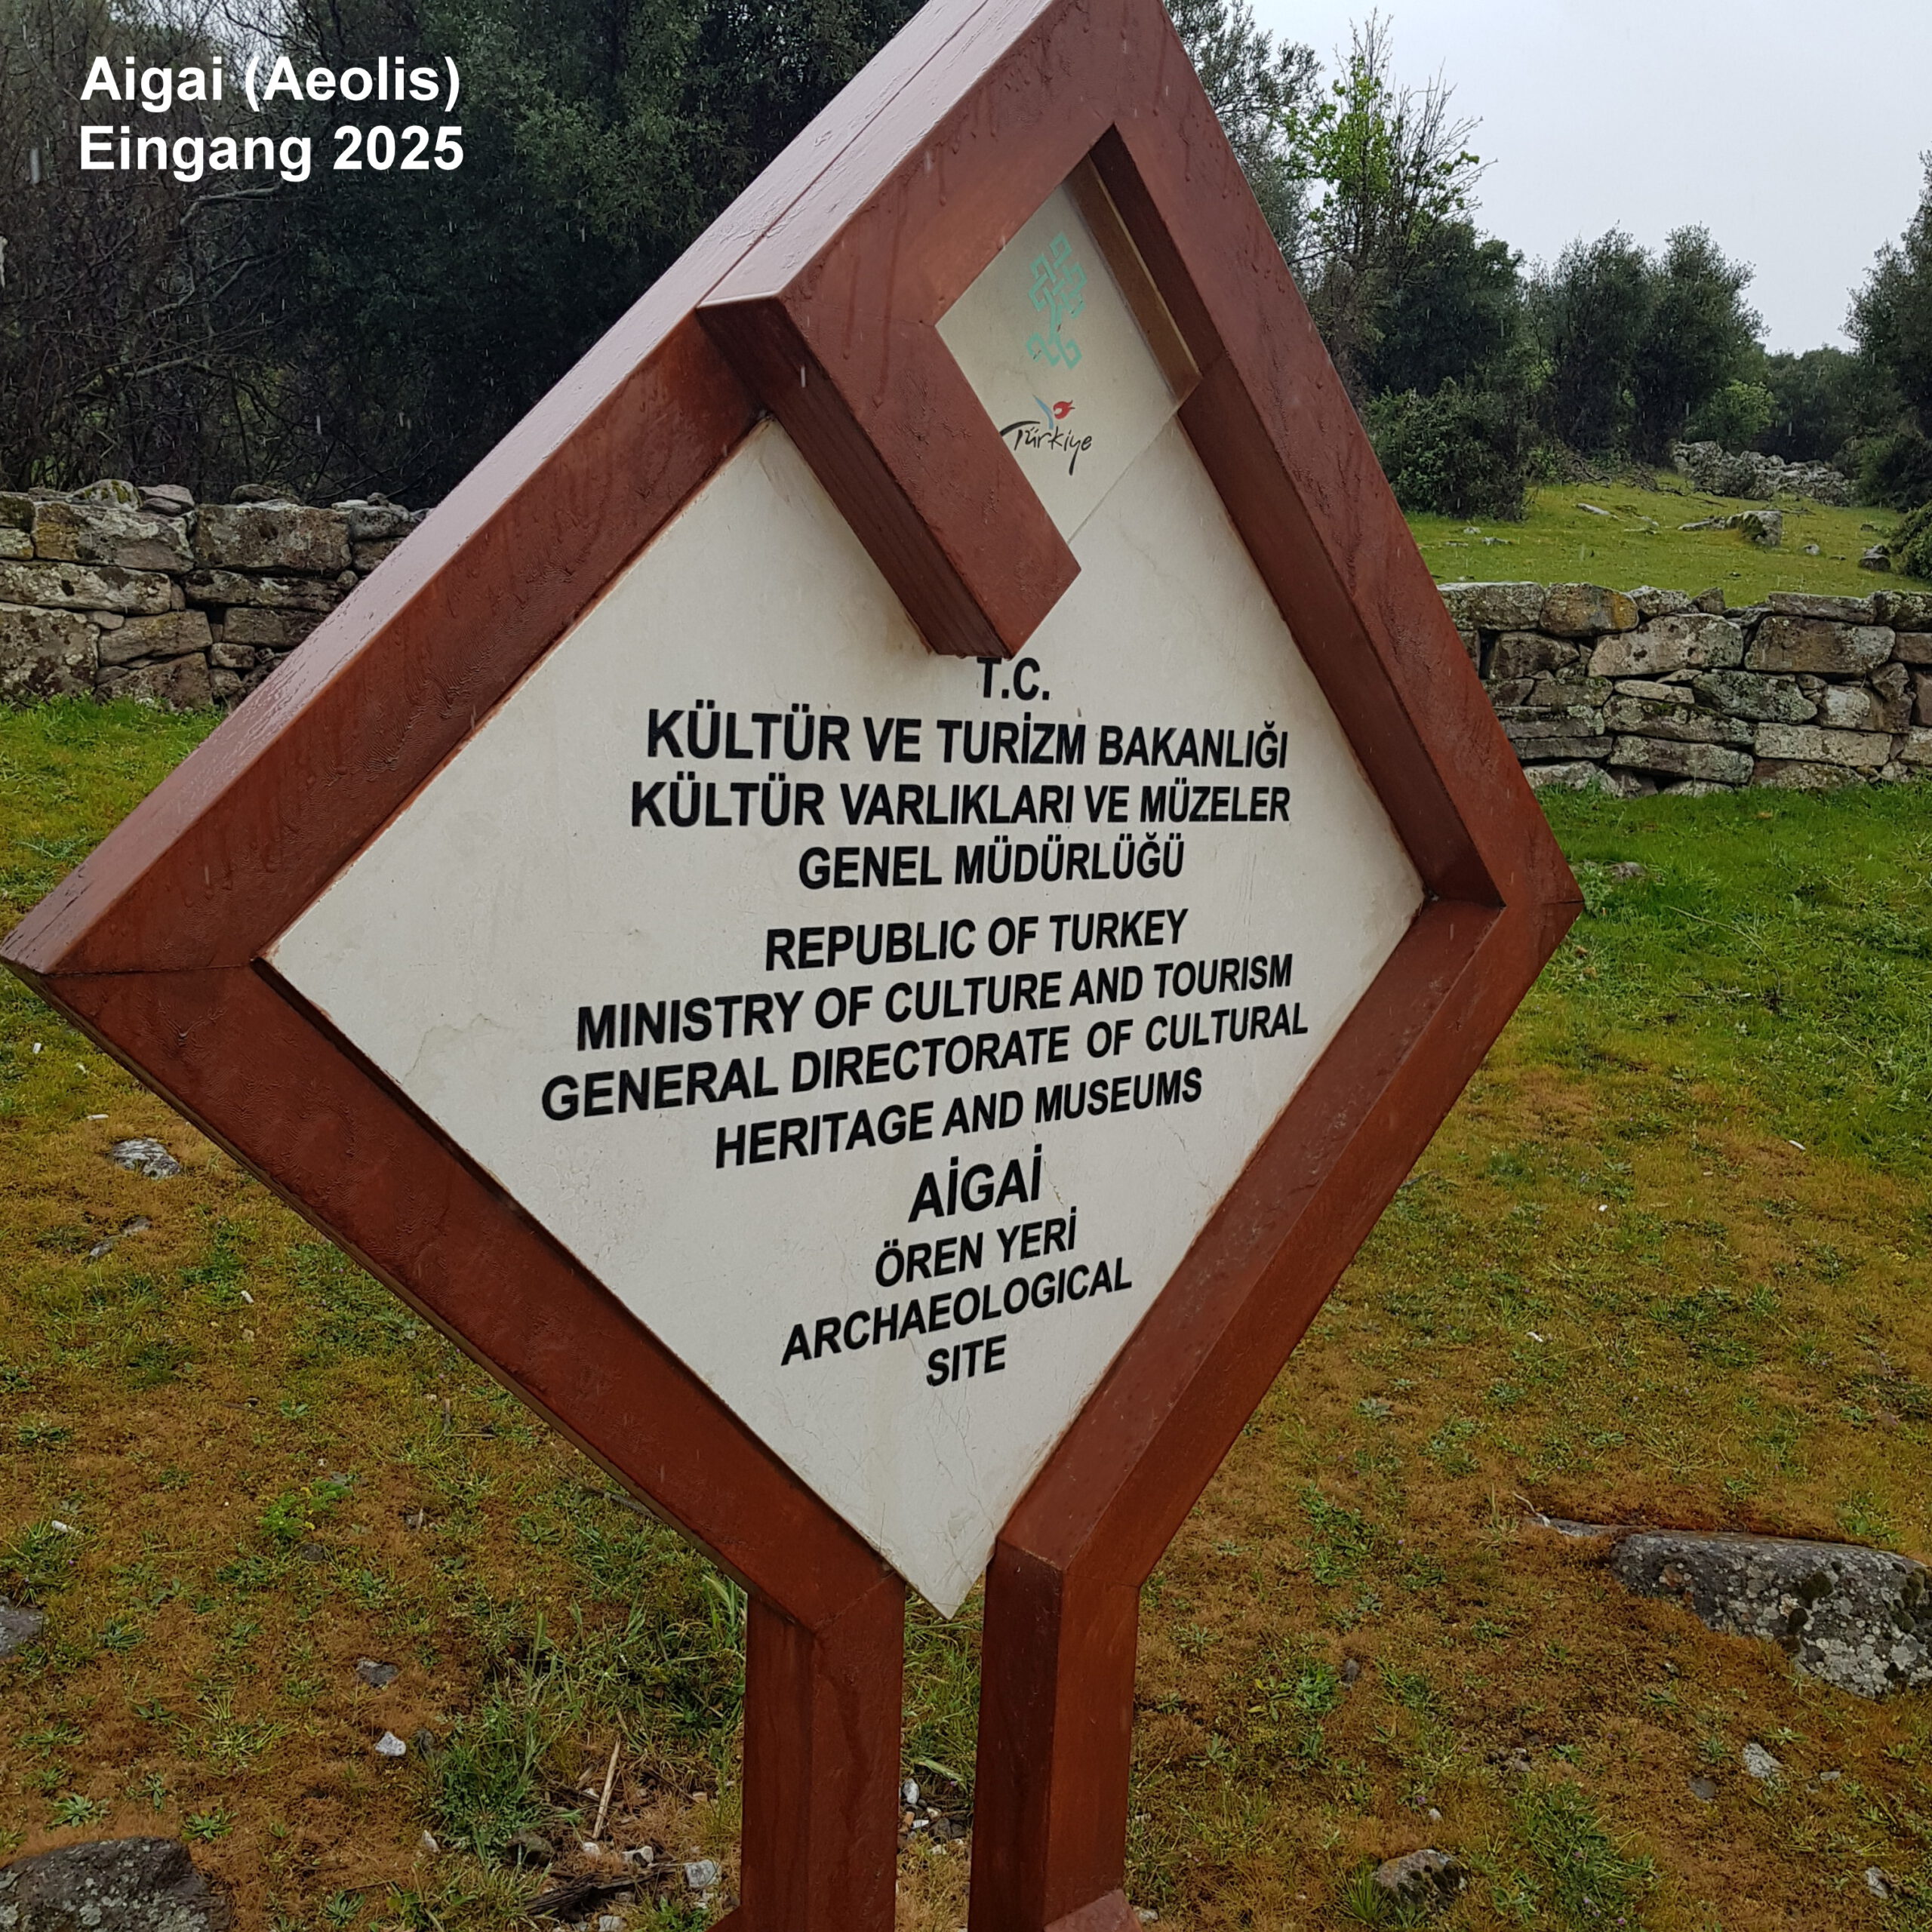 Aigai (Aeolis)
Eingang 2025
Türkiye
T.C.
KÜLTÜR VE TURİZM BAKANLIĞI
KÜLTÜR VARLIKLARI VE MÜZELER
GENEL MÜDÜRLÜĞÜ
REPUBLIC OF TURKEY
MINISTRY OF CULTURE AND TOURISM
GENERAL DIRECTORATE OF CULTURAL
HERITAGE AND MUSEUMS
AİGAİ
ÖREN YERİ
ARCHAEOLOGICAL
SITE